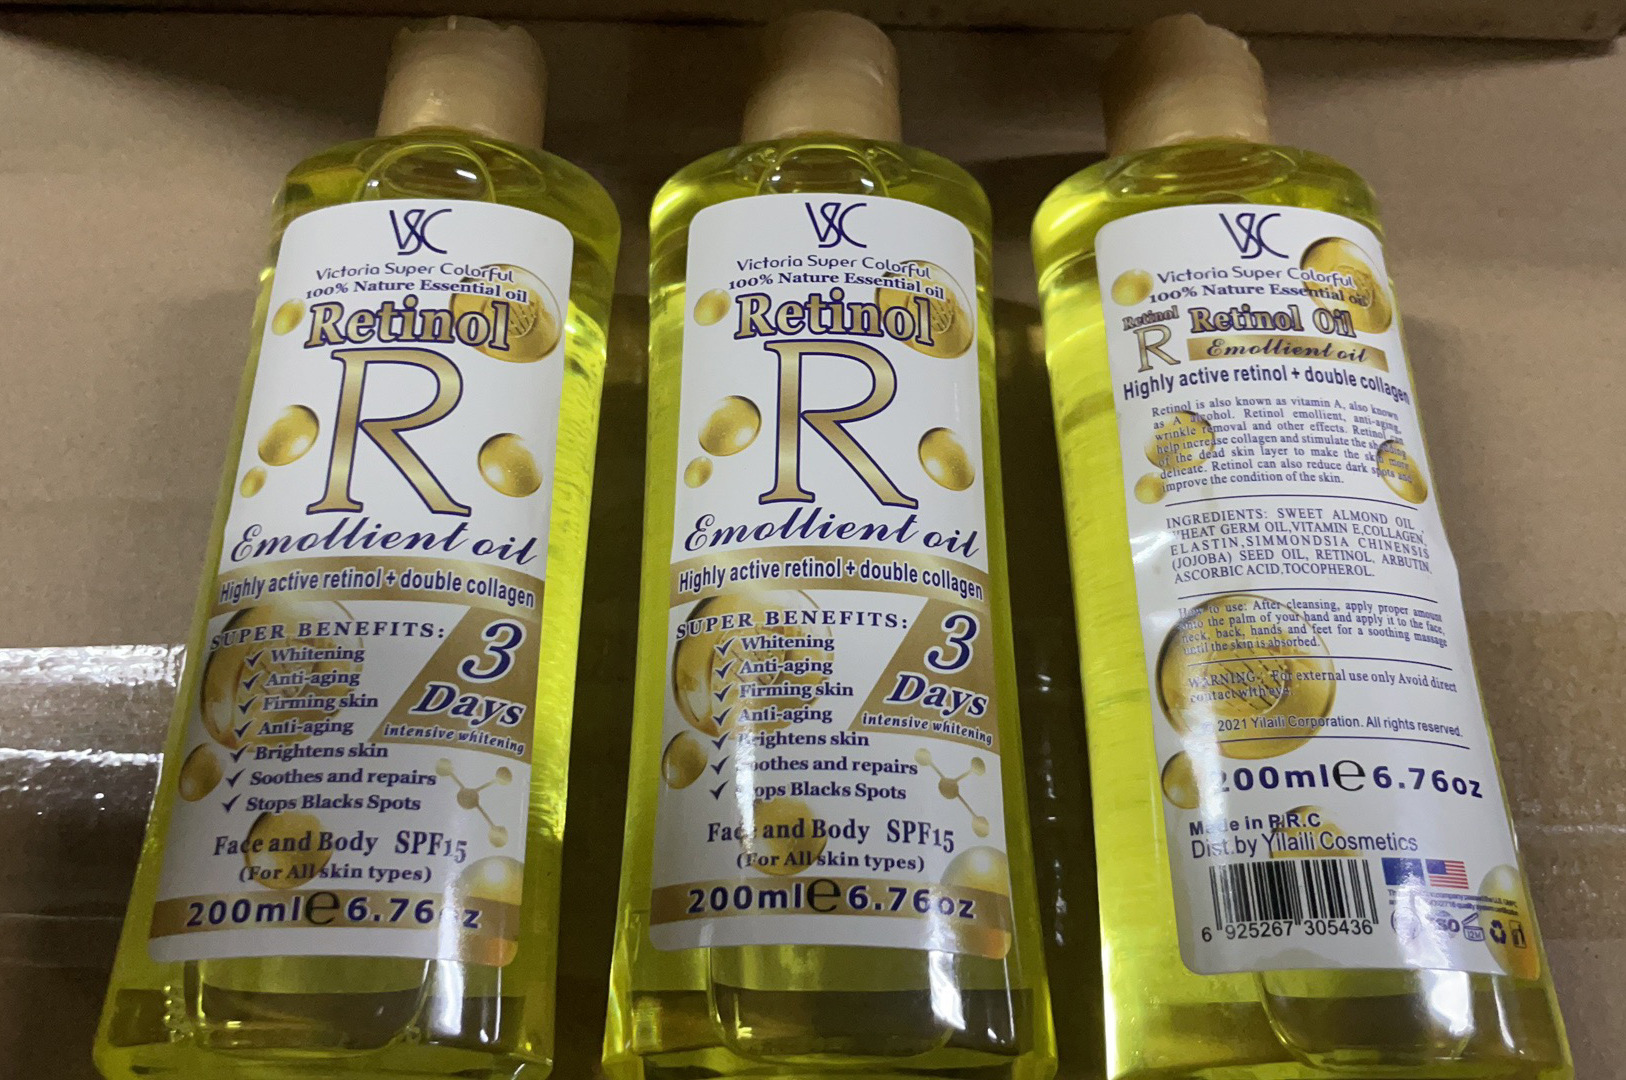 VSC
Victoria Super Colorful
100% Nature Essential oil
Retinol
R
Emollient oil
Highly active retinol + double collagen
SUPER BENEFITS:
✓ Whitening
✓ Anti-aging
✓ Firming skin
✓ Anti-aging
✓ Brightens skin
✓ Soothes and repairs
✓ Stops Blacks Spots
3
Days
intensive whitening
Face and Body SPF15
(For All skin types)
200ml e 6.76 oz
VSC
Victoria Super Colorful
100% Nature Essential oil
Retinol
R
Emollient oil
Highly active retinol + double collagen
SUPER BENEFITS:
✓ Whitening
✓ Anti-aging
✓ Firming skin
✓ Anti-aging
✓ Brightens skin
✓ Soothes and repairs
✓ Stops Blacks Spots
3
Days
intensive whitening
Face and Body SPF15
(For All skin types)
200ml e 6.76oz
VSC
Victoria Super Colorful
100% Nature Essential oil
Retinol
R
Retinol Oil
Emollient oil
Highly active retinol + double collagen
Retinol is also known as vitamin A, also known
as A alcohol. Retinol emollient, anti-aging,
wrinkle removal and other effects. Retinol can
help increase collagen and stimulate the shedding
of the dead skin layer to make the skin more
delicate. Retinol can also reduce dark spots and
improve the condition of the skin.
INGREDIENTS: SWEET ALMOND OIL,
WHEAT GERM OIL,VITAMIN E,COLLAGEN,
ELASTIN,SIMMONDSIA CHINENSIS
(JOJOBA) SEED OIL, RETINOL, ARBUTIN,
ASCORBIC ACID,TOCOPHEROL.
How to use: After cleansing, apply proper amount
onto the palm of your hand and apply it to the face,
neck, back, hands and feet for a soothing massage
until the skin is absorbed.
WARNING: For external use only Avoid direct
contact with eye
2021 Yilaili Corporation. All rights reserved.
200ml e 6.76oz
Made in P.R.C
Dist.by Yilaili Cosmetics
6 925267 305436
ISO
12M